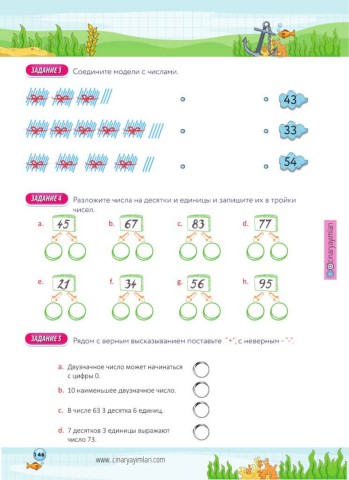 ЗАДАНИЕ 3 Соедините модели с числами.
43
33
54
ЗАДАНИЕ 4 Разложите числа на десятки и единицы и запишите их в тройки
чисел.
a. 45 b. 67 c. 83 d. 77
e. 21 f. 34 g. 56 h. 95
cinaryayimlari
ЗАДАНИЕ 5 Рядом с верным высказыванием поставьте "+", с неверным - "-".
a. Двузначное число может начинаться
с цифры 0.
b. 10 наименьшее двузначное число.
c. В числе 63 3 десятка 6 единиц.
d. 7 десятков 3 единицы выражают
число 73.
146
www.cinaryayimlari.com